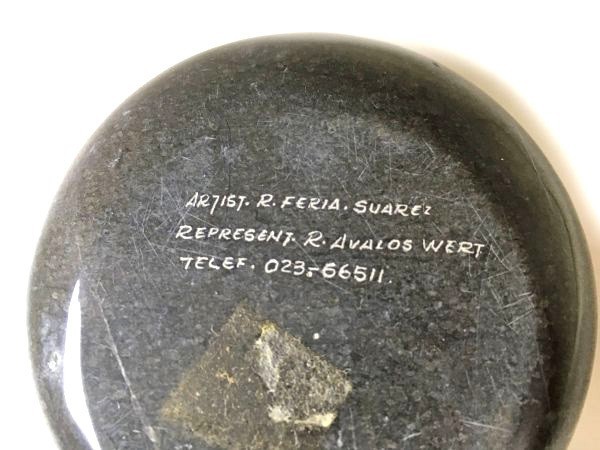 ARTIST. R. FERIA. SUAREZ
REPRESENT. R. AVALOS WERT
TELEF. 023-66511.